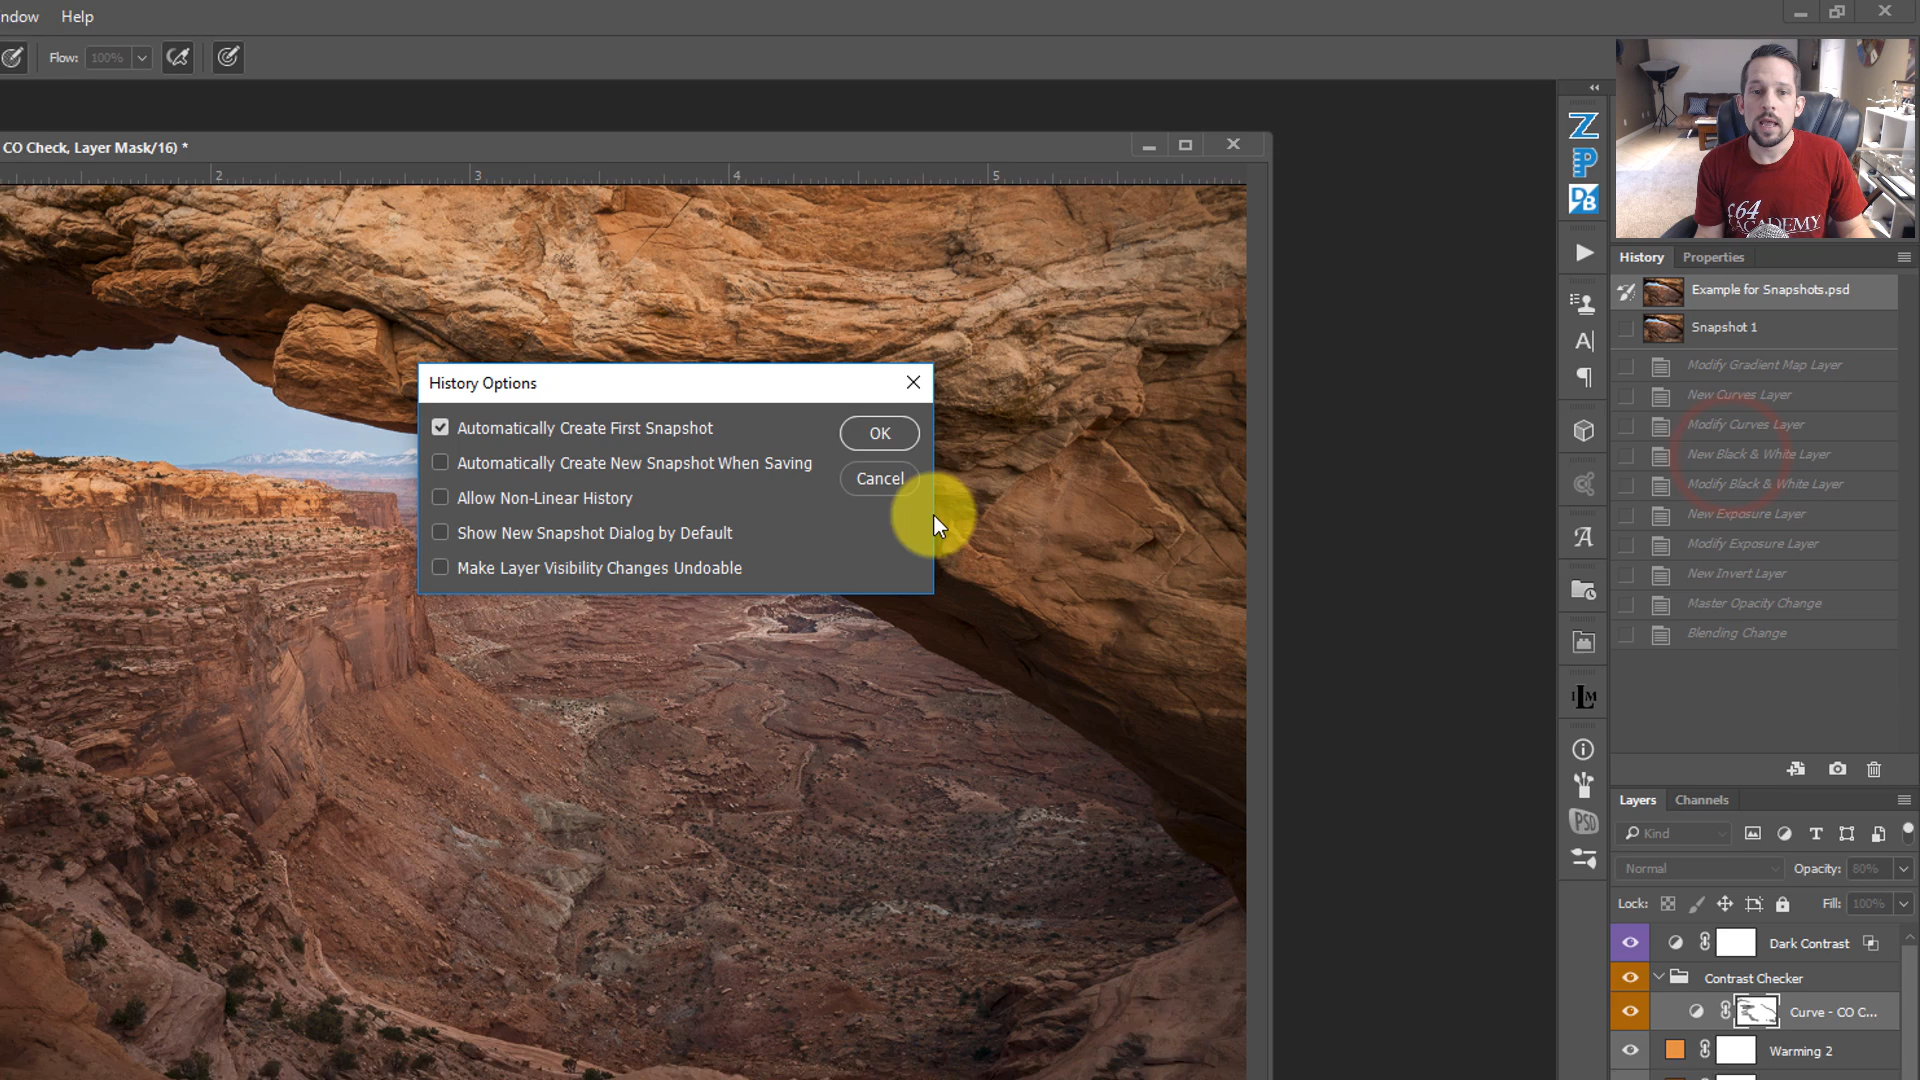 ndow Help
Flow: 100%
CO Check, Layer Mask/16) *
2 3 4 5
History Options
Automatically Create First Snapshot
Automatically Create New Snapshot When Saving
Allow Non-Linear History
Show New Snapshot Dialog by Default
Make Layer Visibility Changes Undoable
OK
Cancel
f.64
ACADEMY
Z
P
DB
A
A
LM
PSD
History Properties
Example for Snapshots.psd
Snapshot 1
Modify Gradient Map Layer
New Curves Layer
Modify Curves Layer
New Black & White Layer
Modify Black & White Layer
New Exposure Layer
Modify Exposure Layer
New Invert Layer
Master Opacity Change
Blending Change
Layers Channels
Kind
Normal Opacity: 80%
Lock: Fill: 100%
Dark Contrast
Contrast Checker
Curve - CO C...
Warming 2